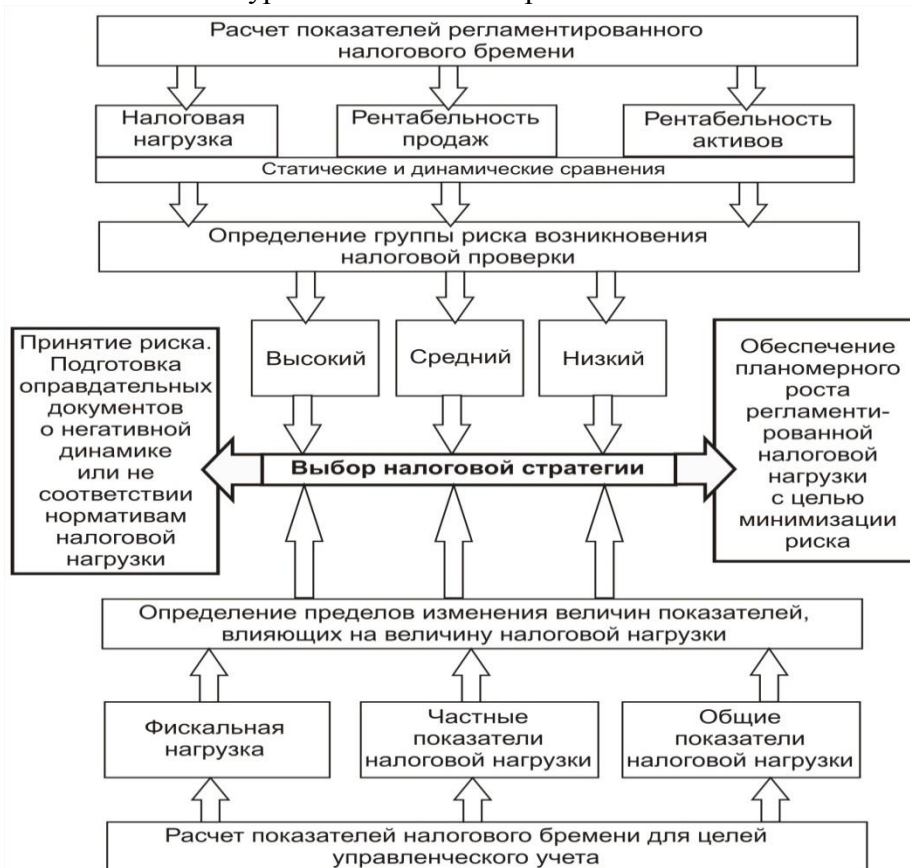 Расчет показателей регламентированного
налогового бремени
Налоговая
нагрузка
Рентабельность
продаж
Рентабельность
активов
Статические и динамические сравнения
Определение группы риска возникновения
налоговой проверки
Принятие риска.
Подготовка
оправдательных
документов
о негативной
динамике
или не
соответствии
нормативам
налоговой
нагрузки
Высокий
Средний
Низкий
Обеспечение
планомерного
роста
регламенти-
рованной
налоговой
нагрузки
с целью
минимизации
риска
Выбор налоговой стратегии
Определение пределов изменения величин показателей,
влияющих на величину налоговой нагрузки
Фискальная
нагрузка
Частные
показатели
налоговой нагрузки
Общие
показатели
налоговой нагрузки
Расчет показателей налогового бремени для целей
управленческого учета